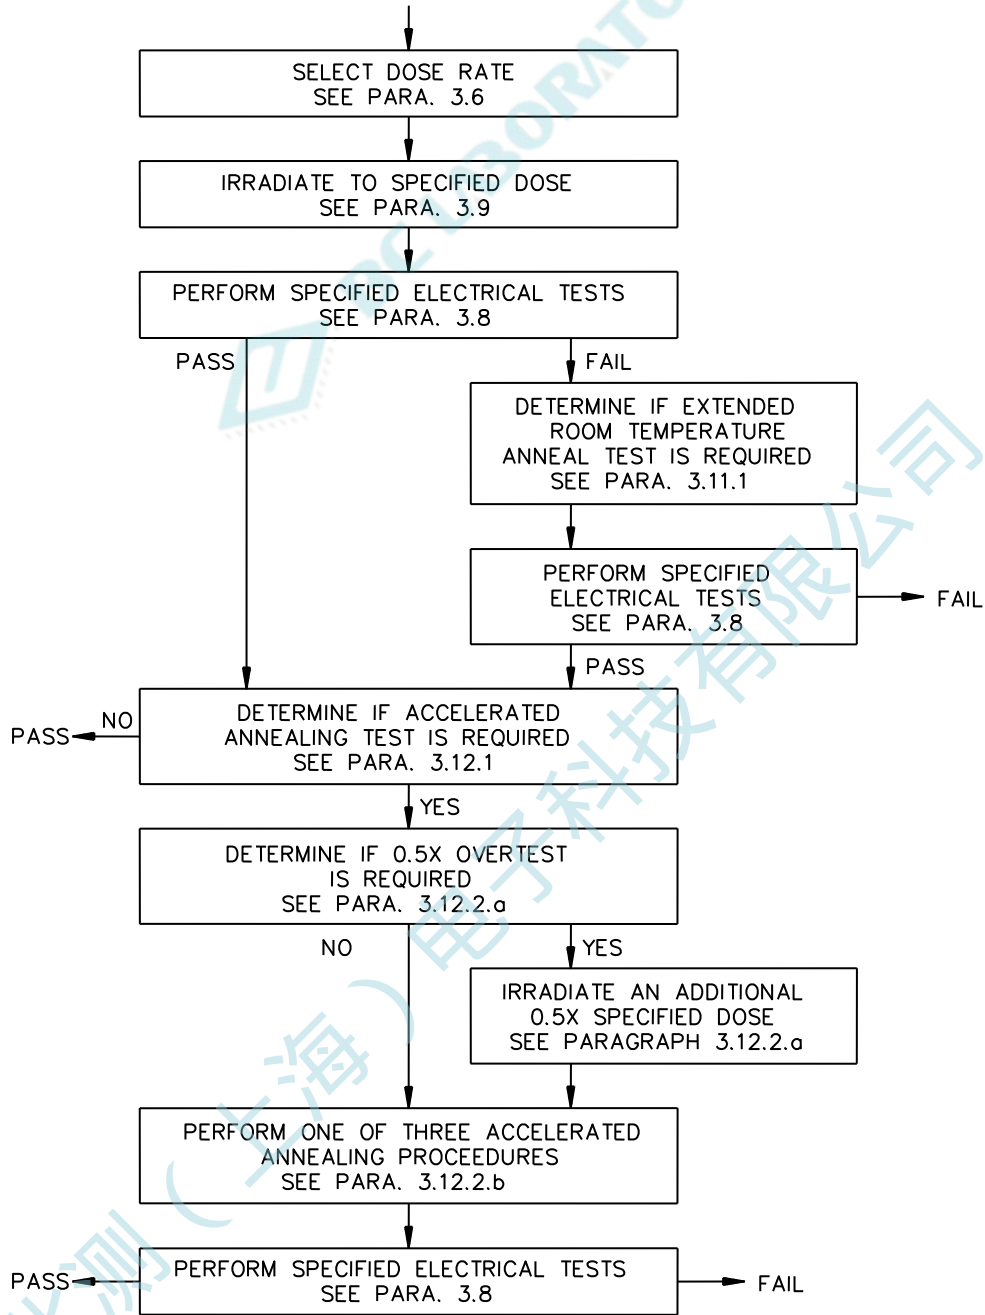 SELECT DOSE RATE
SEE PARA. 3.6
IRRADIATE TO SPECIFIED DOSE
SEE PARA. 3.9
PERFORM SPECIFIED ELECTRICAL TESTS
SEE PARA. 3.8
PASS
FAIL
DETERMINE IF EXTENDED
ROOM TEMPERATURE
ANNEAL TEST IS REQUIRED
SEE PARA. 3.11.1
PERFORM SPECIFIED
ELECTRICAL TESTS
SEE PARA. 3.8
FAIL
PASS
DETERMINE IF ACCELERATED
ANNEALING TEST IS REQUIRED
SEE PARA. 3.12.1
NO
PASS
YES
DETERMINE IF 0.5X OVERTEST
IS REQUIRED
SEE PARA. 3.12.2.a
NO
YES
IRRADIATE AN ADDITIONAL
0.5X SPECIFIED DOSE
SEE PARAGRAPH 3.12.2.a
PERFORM ONE OF THREE ACCELERATED
ANNEALING PROCEEDURES
SEE PARA. 3.12.2.b
PERFORM SPECIFIED ELECTRICAL TESTS
SEE PARA. 3.8
PASS
FAIL
测（上海）电子科技有限公司